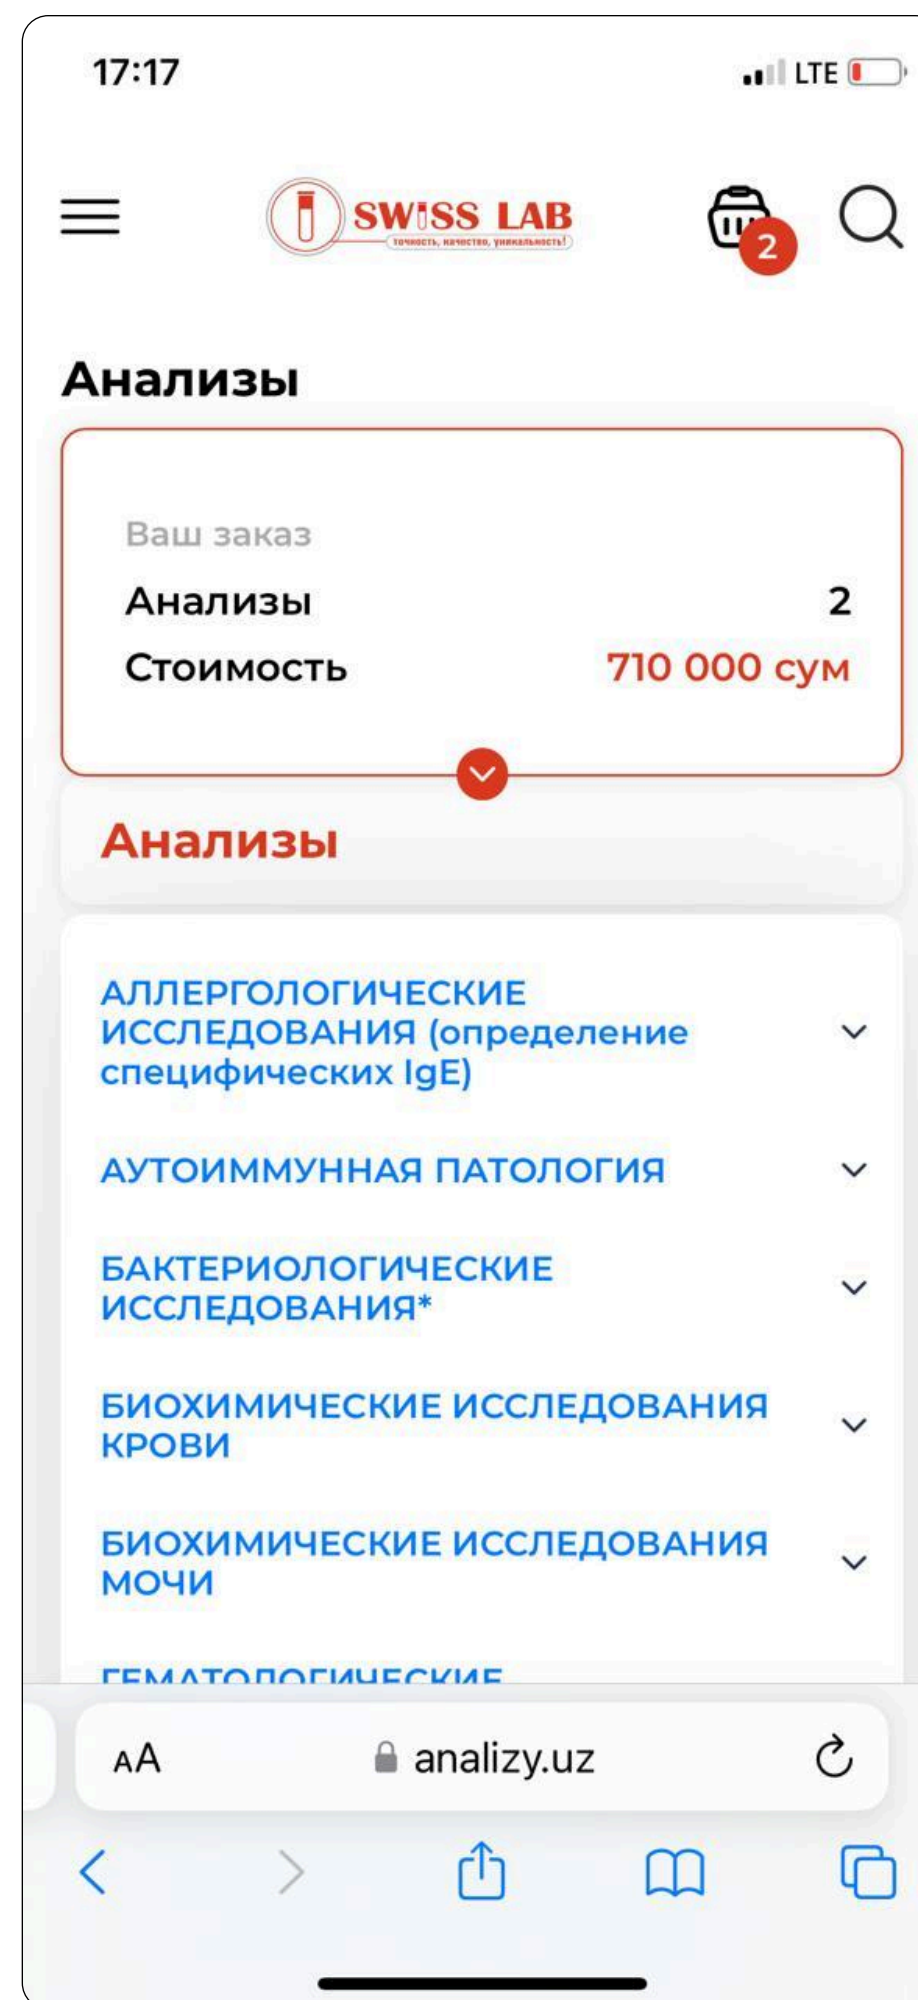 17:17
LTE
SWiSS LAB
точность, качество, уникальность!
2
Анализы
Ваш заказ
Анализы 2
Стоимость 710 000 сум
Анализы
АЛЛЕРГОЛОГИЧЕСКИЕ
ИССЛЕДОВАНИЯ (определение
специфических IgE)
АУТОИММУННАЯ ПАТОЛОГИЯ
БАКТЕРИОЛОГИЧЕСКИЕ
ИССЛЕДОВАНИЯ*
БИОХИМИЧЕСКИЕ ИССЛЕДОВАНИЯ
КРОВИ
БИОХИМИЧЕСКИЕ ИССЛЕДОВАНИЯ
МОЧИ
ГЕМАТОЛОГИЧЕСКИЕ
AA analizy.uz